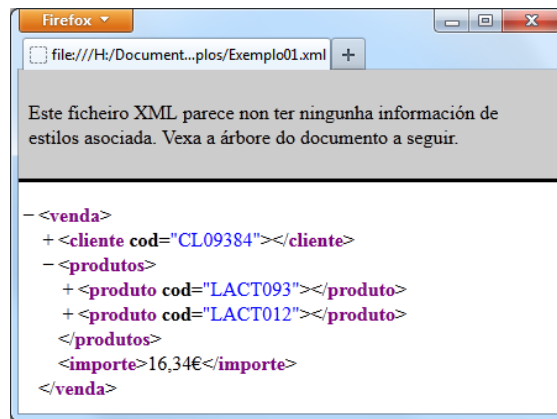 Firefox
file:///H:/Document...plos/Exemplo01.xml +
Este ficheiro XML parece non ter ningunha información de
estilos asociada. Vexa a árbore do documento a seguir.
− <venda>
+ <cliente cod="CL09384"></cliente>
− <produtos>
+ <produto cod="LACT093"></produto>
+ <produto cod="LACT012"></produto>
</produtos>
<importe>16,34€</importe>
</venda>